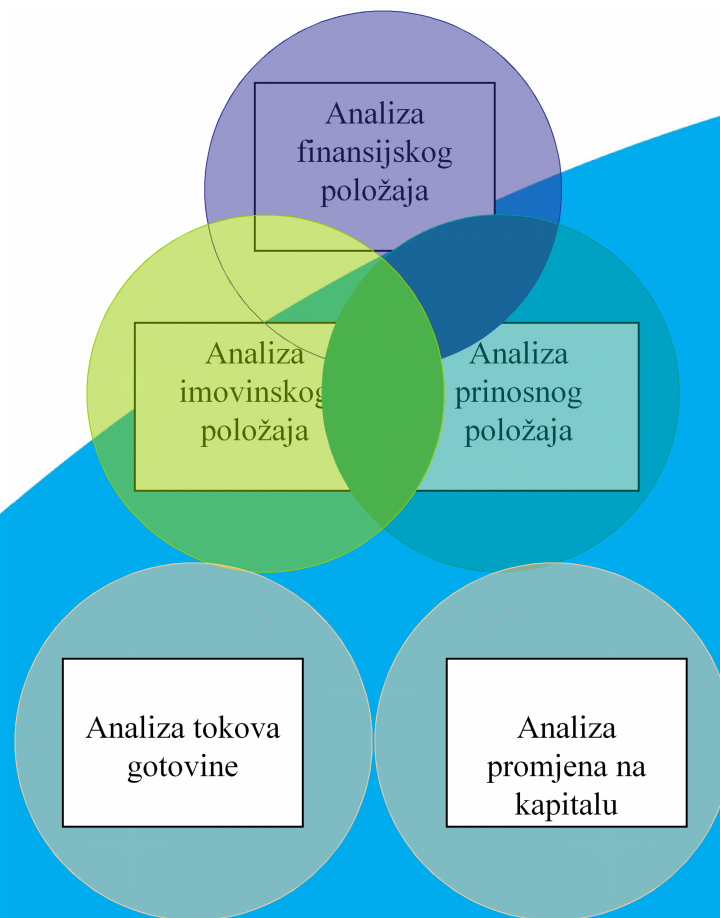 Analiza
finansijskog
položaja
Analiza
imovinskog
položaja
Analiza
prinosnog
položaja
Analiza tokova
gotovine
Analiza
promjena na
kapitalu